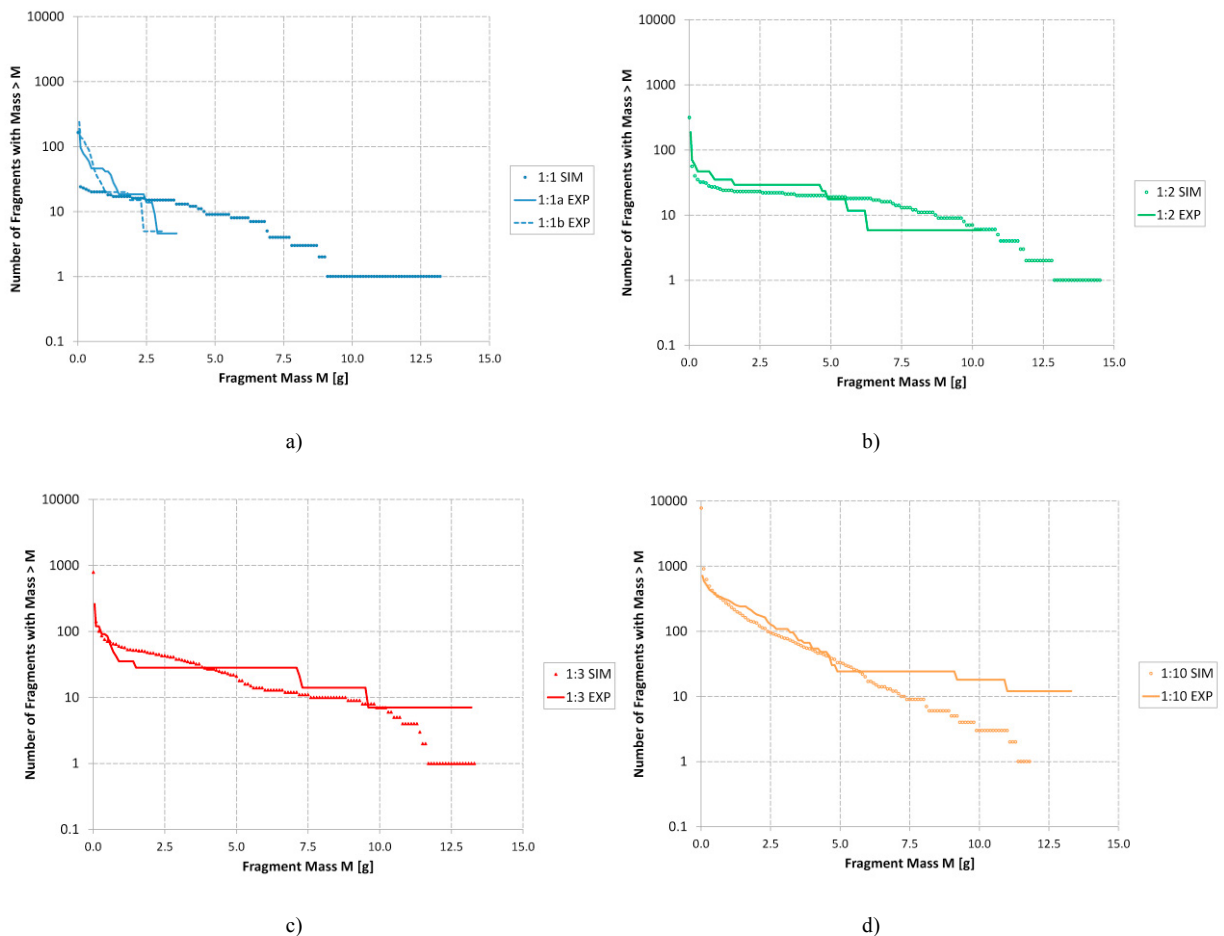 10000
1000
100
10
1
0.1
Number of Fragments with Mass > M
0.0 2.5 5.0 7.5 10.0 12.5 15.0
Fragment Mass M [g]
1:1 SIM
1:1a EXP
1:1b EXP
a)
10000
1000
100
10
1
0.1
Number of Fragments with Mass > M
0.0 2.5 5.0 7.5 10.0 12.5 15.0
Fragment Mass M [g]
1:2 SIM
1:2 EXP
b)
10000
1000
100
10
1
0.1
Number of Fragments with Mass > M
0.0 2.5 5.0 7.5 10.0 12.5 15.0
Fragment Mass M [g]
1:3 SIM
1:3 EXP
c)
10000
1000
100
10
1
0.1
Number of Fragments with Mass > M
0.0 2.5 5.0 7.5 10.0 12.5 15.0
Fragment Mass M [g]
1:10 SIM
1:10 EXP
d)